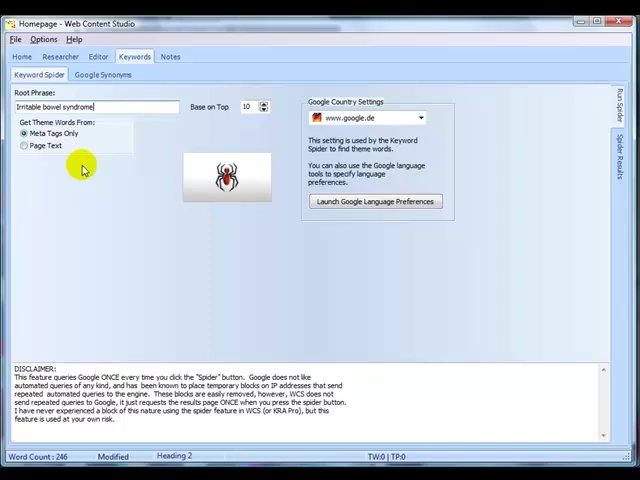 Homepage - Web Content Studio
File Options Help
Home Researcher Editor Keywords Notes
Keyword Spider Google Synonyms
Root Phrase:
Irritable bowel syndrome
Base on Top 10
Get Theme Words From:
Meta Tags Only
Page Text
Google Country Settings
www.google.de
This setting is used by the Keyword
Spider to find theme words.
You can also use the Google language
tools to specify language
preferences.
Launch Google Language Preferences
Run Spider
Spider Results
DISCLAIMER:
This feature queries Google ONCE every time you click the "Spider" button. Google does not like
automated queries of any kind, and has been known to place temporary blocks on IP addresses that send
repeated automated queries to the engine. These blocks are easily removed, however, WCS does not
send repeated queries to Google, it just requests the results page ONCE when you press the spider button.
I have never experienced a block of this nature using the spider feature in WCS (or KRA Pro), but this
feature is used at your own risk.
Word Count : 246 Modified Heading 2 TW:0 | TP:0